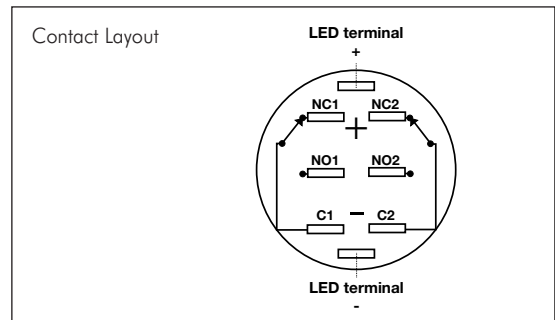 Contact Layout
LED terminal
+
NC1 NC2
+
NO1 NO2
C1 − C2
LED terminal
-